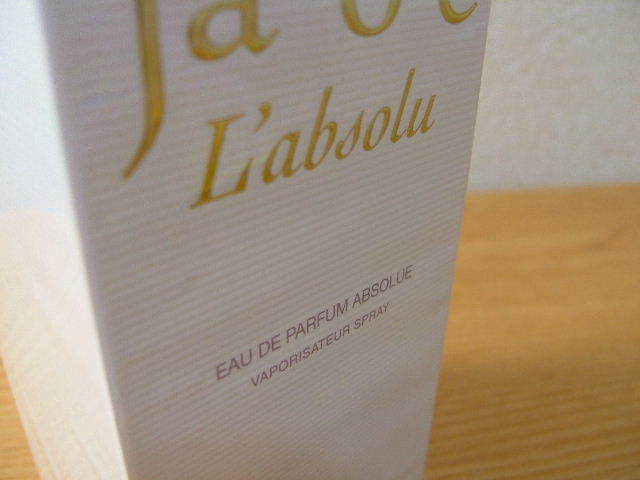 L'absolu
EAU DE PARFUM ABSOLUE
VAPORISATEUR SPRAY